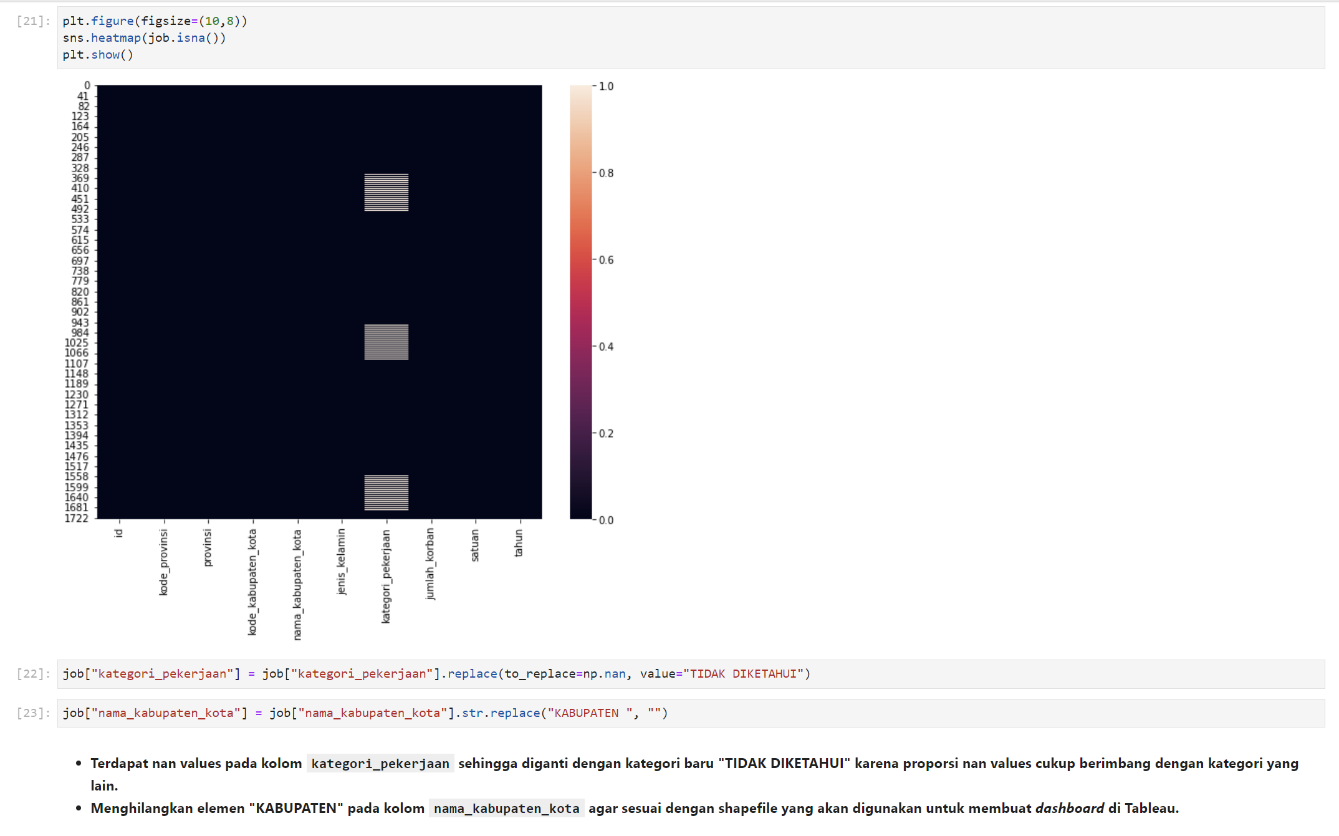 [21]: plt.figure(figsize=(10,8))
sns.heatmap(job.isna())
plt.show()
0
41
82
123
164
205
246
287
328
369
410
451
492
533
574
615
656
697
738
779
820
861
902
943
984
1025
1066
1107
1148
1189
1230
1271
1312
1353
1394
1435
1476
1517
1558
1599
1640
1681
1722
1.0
0.8
0.6
0.4
0.2
0.0
id
kode_provinsi
provinsi
kode_kabupaten_kota
nama_kabupaten_kota
jenis_kelamin
kategori_pekerjaan
jumlah_korban
satuan
tahun
[22]: job["kategori_pekerjaan"] = job["kategori_pekerjaan"].replace(to_replace=np.nan, value="TIDAK DIKETAHUI")
[23]: job["nama_kabupaten_kota"] = job["nama_kabupaten_kota"].str.replace("KABUPATEN ", "")
• Terdapat nan values pada kolom kategori_pekerjaan sehingga diganti dengan kategori baru "TIDAK DIKETAHUI" karena proporsi nan values cukup berimbang dengan kategori yang
lain.
• Menghilangkan elemen "KABUPATEN" pada kolom nama_kabupaten_kota agar sesuai dengan shapefile yang akan digunakan untuk membuat dashboard di Tableau.